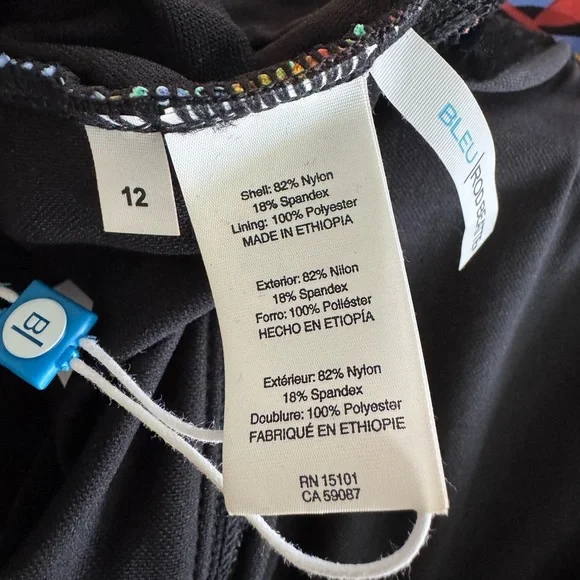 12
Shell: 82% Nylon
18% Spandex
Lining: 100% Polyester
MADE IN ETHIOPIA
Exterior: 82% Nilon
18% Spandex
Forro: 100% Poliéster
HECHO EN ETIOPÍA
Extérieur: 82% Nylon
18% Spandex
Doublure: 100% Polyester
FABRIQUÉ EN ETHIOPIE
RN 15101
CA 59087
BLEU|ROD BEATTIE
B|